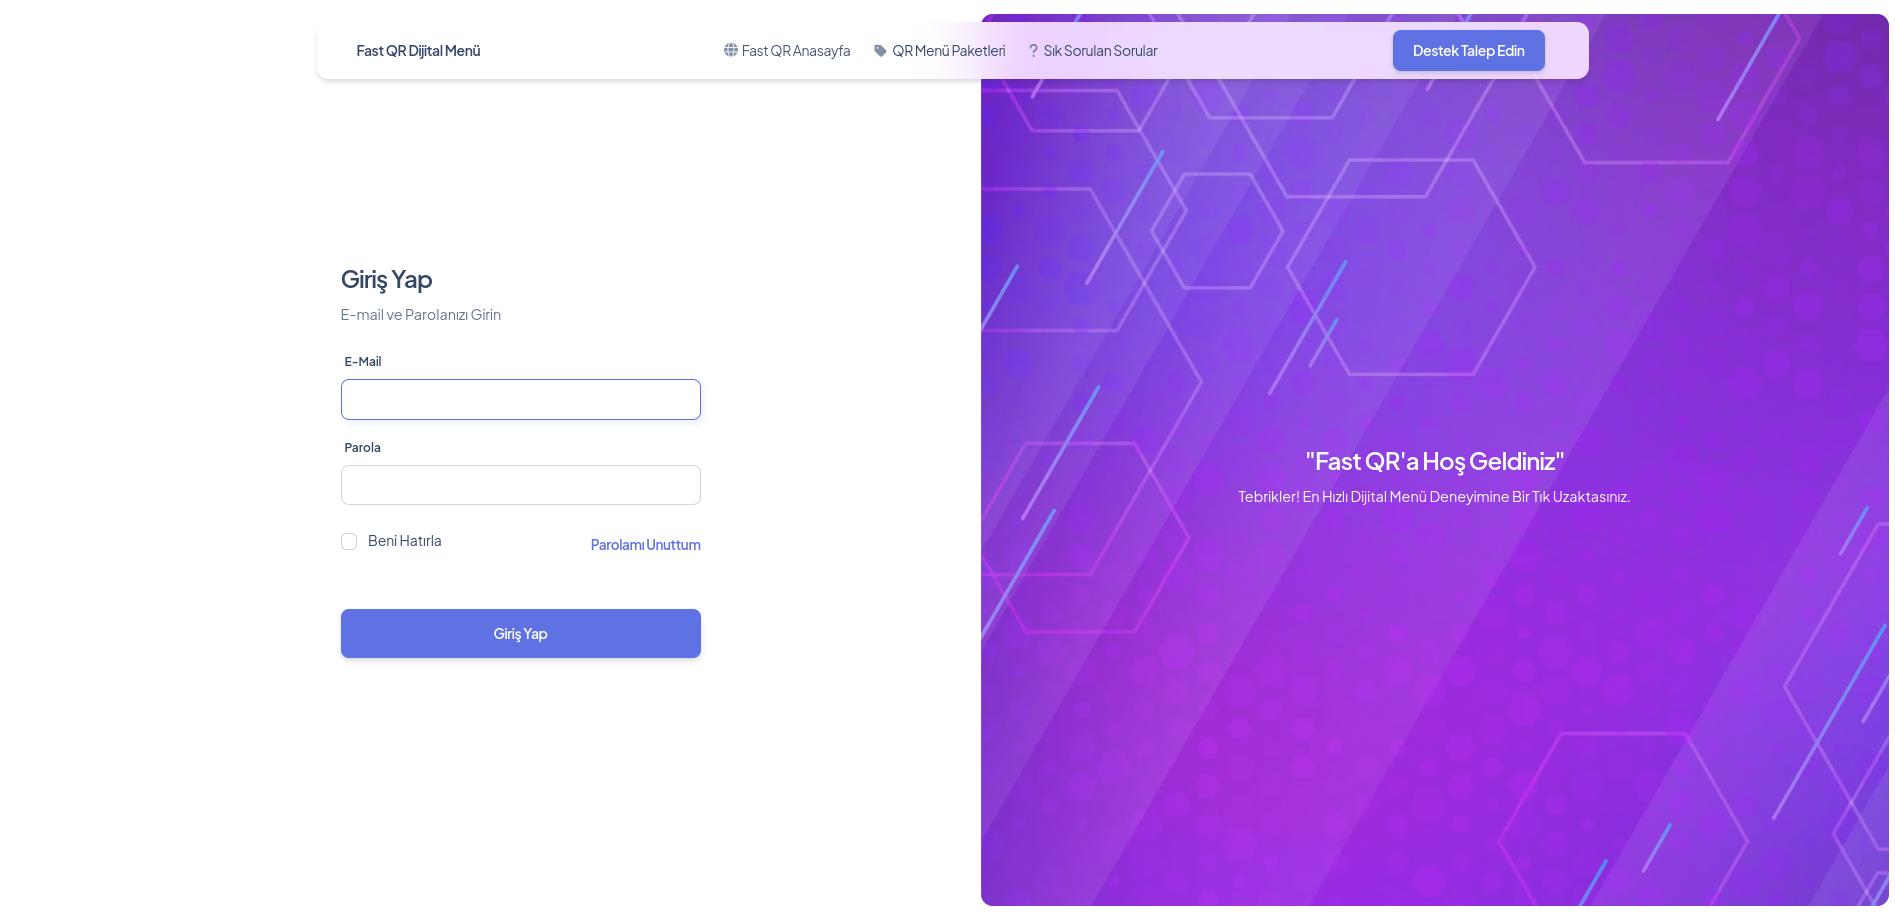 Fast QR Dijital Menü
Fast QR Anasayfa
QR Menü Paketleri
? Sık Sorulan Sorular
Destek Talep Edin
Giriş Yap
E-mail ve Parolanızı Girin
E-Mail
Parola
Beni Hatırla
Parolamı Unuttum
Giriş Yap
"Fast QR'a Hoş Geldiniz"
Tebrikler! En Hızlı Dijital Menü Deneyimine Bir Tık Uzaktasınız.